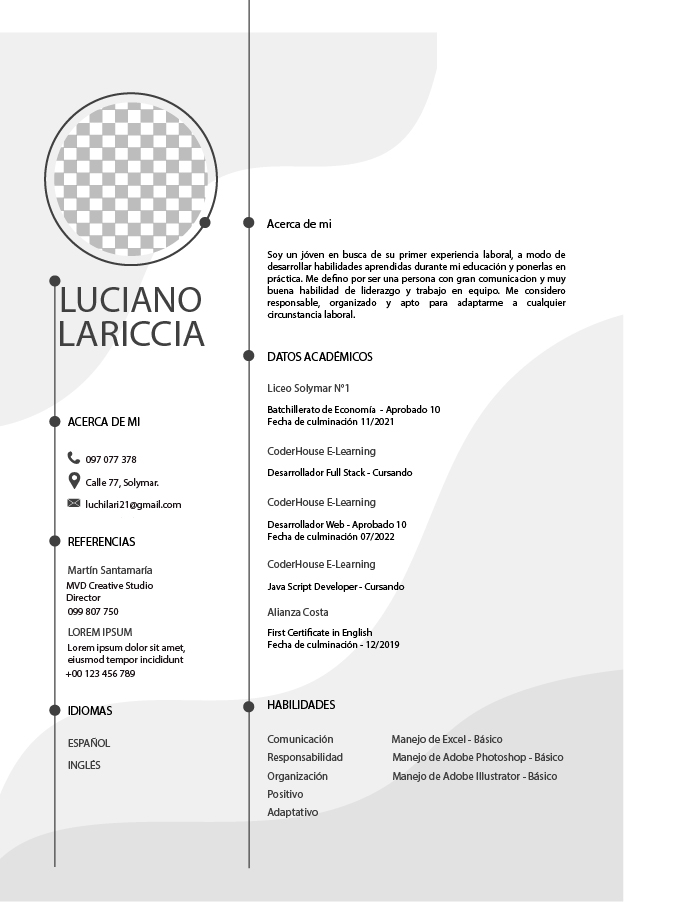 LUCIANO
LARICCIA
ACERCA DE MI
097 077 378
Calle 77, Solymar.
luchilari21@gmail.com
REFERENCIAS
Martín Santamaría
MVD Creative Studio
Director
099 807 750
LOREM IPSUM
Lorem ipsum dolor sit amet,
eiusmod tempor incididunt
+00 123 456 789
IDIOMAS
ESPAÑOL
INGLÉS
Acerca de mi
Soy un jóven en busca de su primer experiencia laboral, a modo de
desarrollar habilidades aprendidas durante mi educación y ponerlas en
práctica. Me defino por ser una persona con gran comunicacion y muy
buena habilidad de liderazgo y trabajo en equipo. Me considero
responsable, organizado y apto para adaptarme a cualquier
circunstancia laboral.
DATOS ACADÉMICOS
Liceo Solymar N°1
Batchillerato de Economía - Aprobado 10
Fecha de culminación 11/2021
CoderHouse E-Learning
Desarrollador Full Stack - Cursando
CoderHouse E-Learning
Desarrollador Web - Aprobado 10
Fecha de culminación 07/2022
CoderHouse E-Learning
Java Script Developer - Cursando
Alianza Costa
First Certificate in English
Fecha de culminación - 12/2019
HABILIDADES
Comunicación
Responsabilidad
Organización
Positivo
Adaptativo
Manejo de Excel - Básico
Manejo de Adobe Photoshop - Básico
Manejo de Adobe Illustrator - Básico